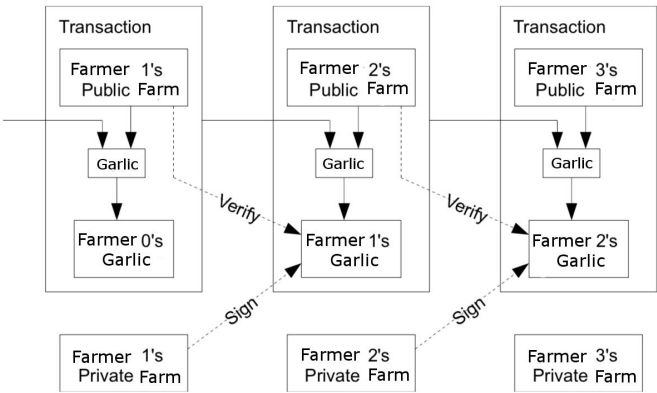 Transaction
Transaction
Transaction
Farmer 1's
Public Farm
Farmer 2's
Public Farm
Farmer 3's
Public Farm
Garlic
Garlic
Garlic
Verify
Verify
Farmer 0's
Garlic
Farmer 1's
Garlic
Farmer 2's
Garlic
Sign
Sign
Farmer 1's
Private Farm
Farmer 2's
Private Farm
Farmer 3's
Private Farm